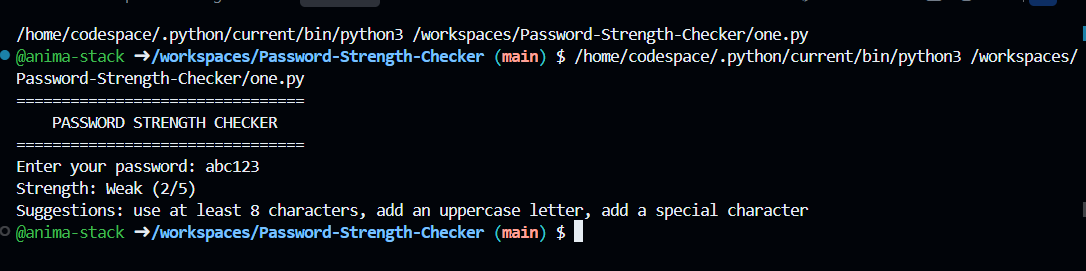 /home/codespace/.python/current/bin/python3 /workspaces/Password-Strength-Checker/one.py
@anima-stack ➜/workspaces/Password-Strength-Checker (main) $ /home/codespace/.python/current/bin/python3 /workspaces/
Password-Strength-Checker/one.py
================================
    PASSWORD STRENGTH CHECKER
================================
Enter your password: abc123
Strength: Weak (2/5)
Suggestions: use at least 8 characters, add an uppercase letter, add a special character
@anima-stack ➜/workspaces/Password-Strength-Checker (main) $